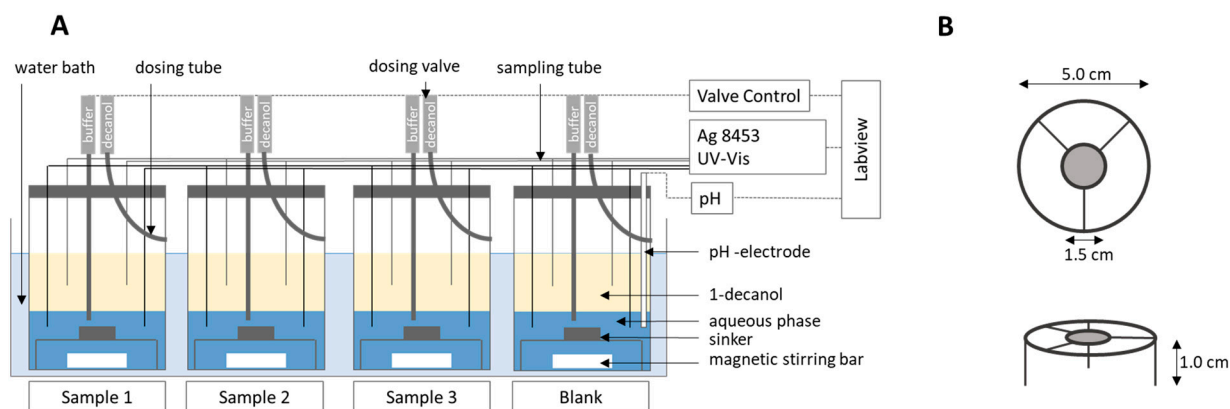 A
B
water bath
dosing tube
dosing valve
sampling tube
buffer
decanol
buffer
decanol
buffer
decanol
buffer
decanol
Valve Control
Ag 8453
UV-Vis
pH
Labview
pH -electrode
1-decanol
aqueous phase
sinker
magnetic stirring bar
Sample 1
Sample 2
Sample 3
Blank
5.0 cm
1.5 cm
1.0 cm